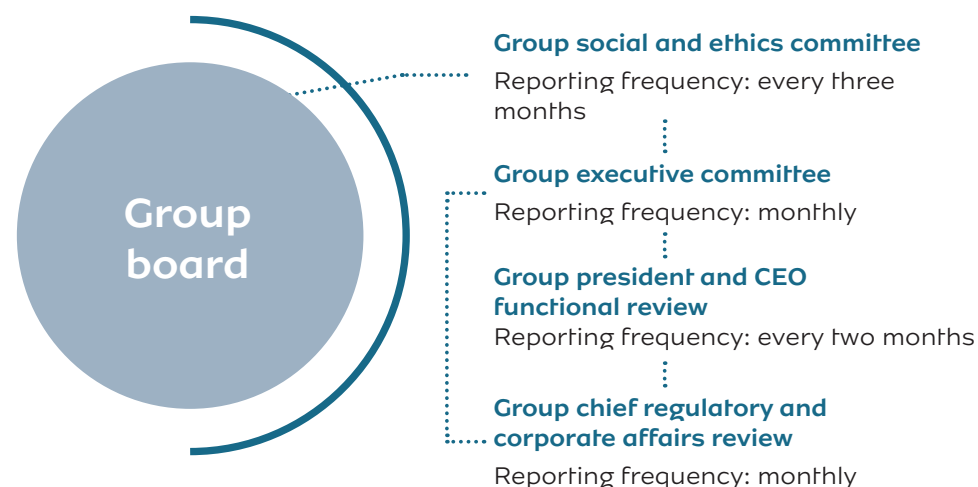 Group
board
Group social and ethics committee
Reporting frequency: every three
months
Group executive committee
Reporting frequency: monthly
Group president and CEO
functional review
Reporting frequency: every two months
Group chief regulatory and
corporate affairs review
Reporting frequency: monthly